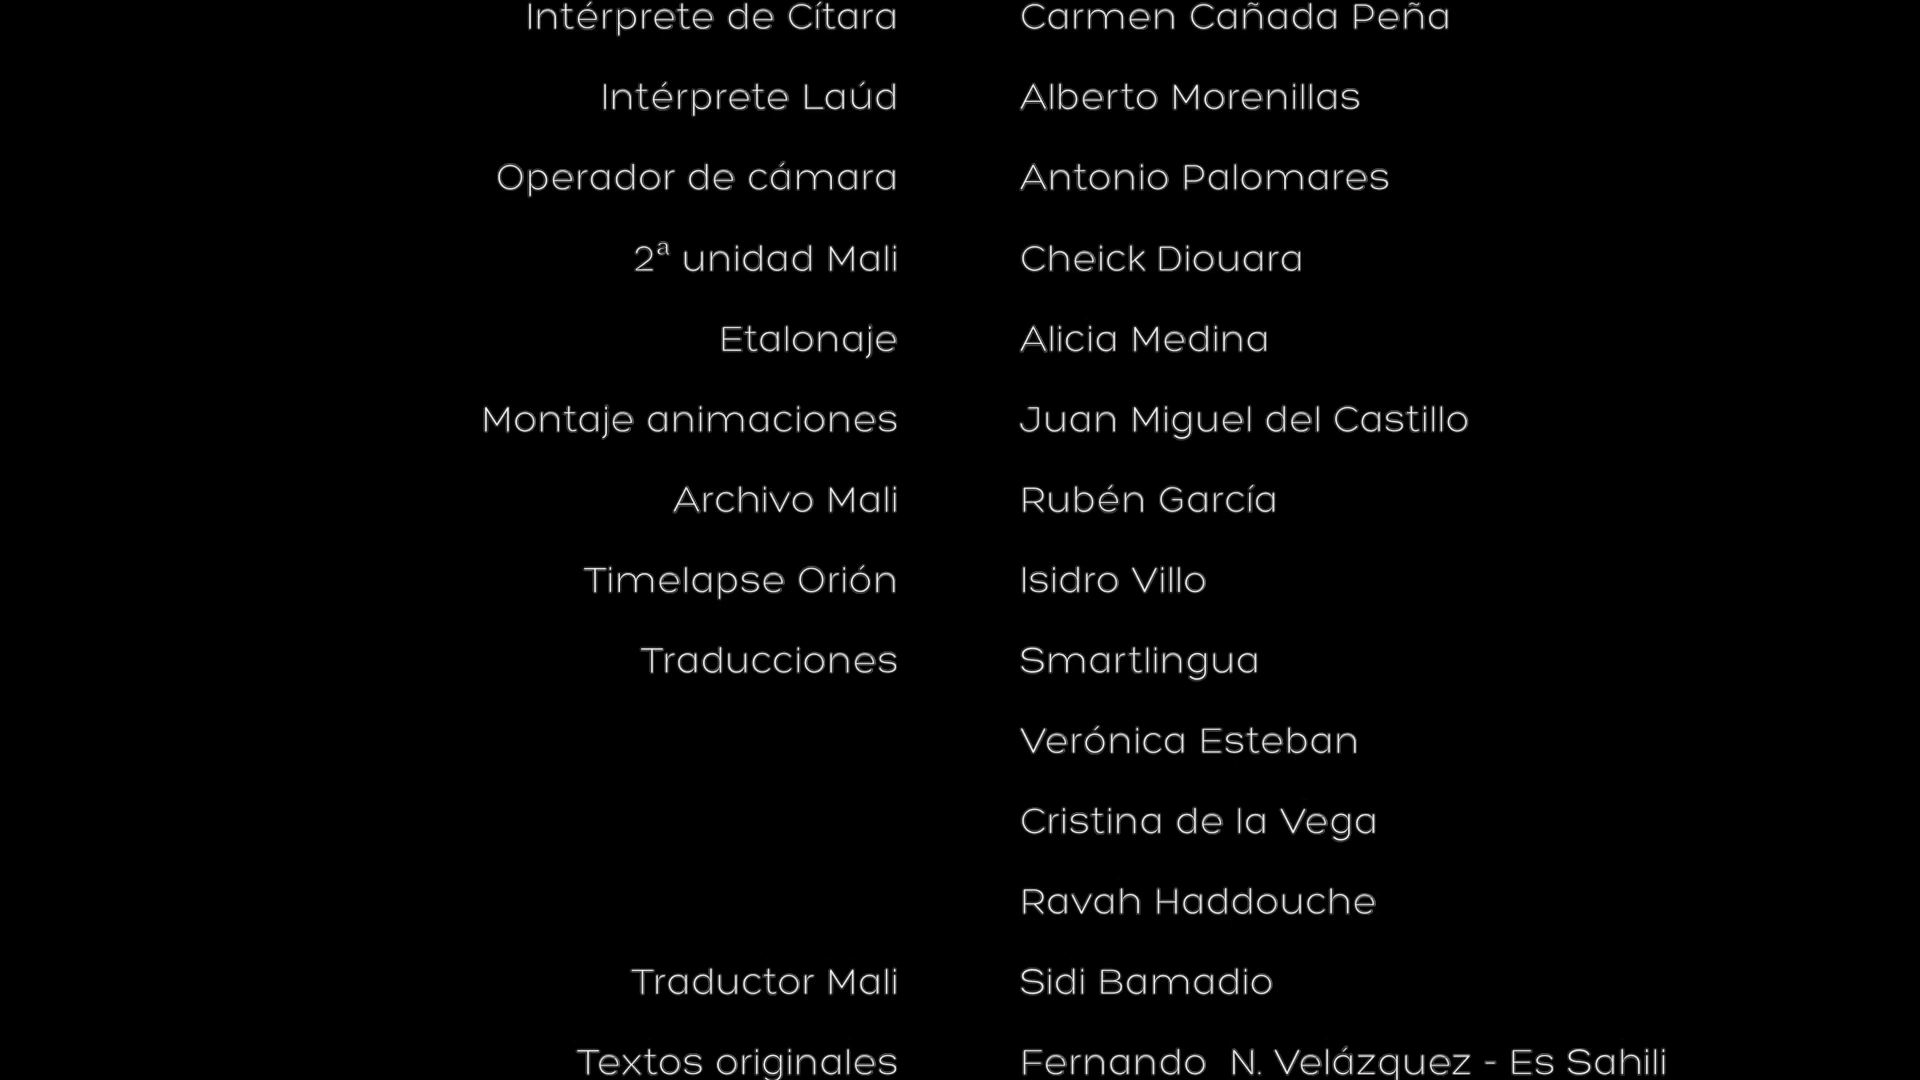 Intérprete de Cítara Carmen Cañada Peña
Intérprete Laúd Alberto Morenillas
Operador de cámara Antonio Palomares
2ª unidad Mali Cheick Diouara
Etalonaje Alicia Medina
Montaje animaciones Juan Miguel del Castillo
Archivo Mali Rubén García
Timelapse Orión Isidro Villo
Traducciones Smartlingua
Verónica Esteban
Cristina de la Vega
Ravah Haddouche
Traductor Mali Sidi Bamadio
Textos originales Fernando N. Velázquez - Es Sahili